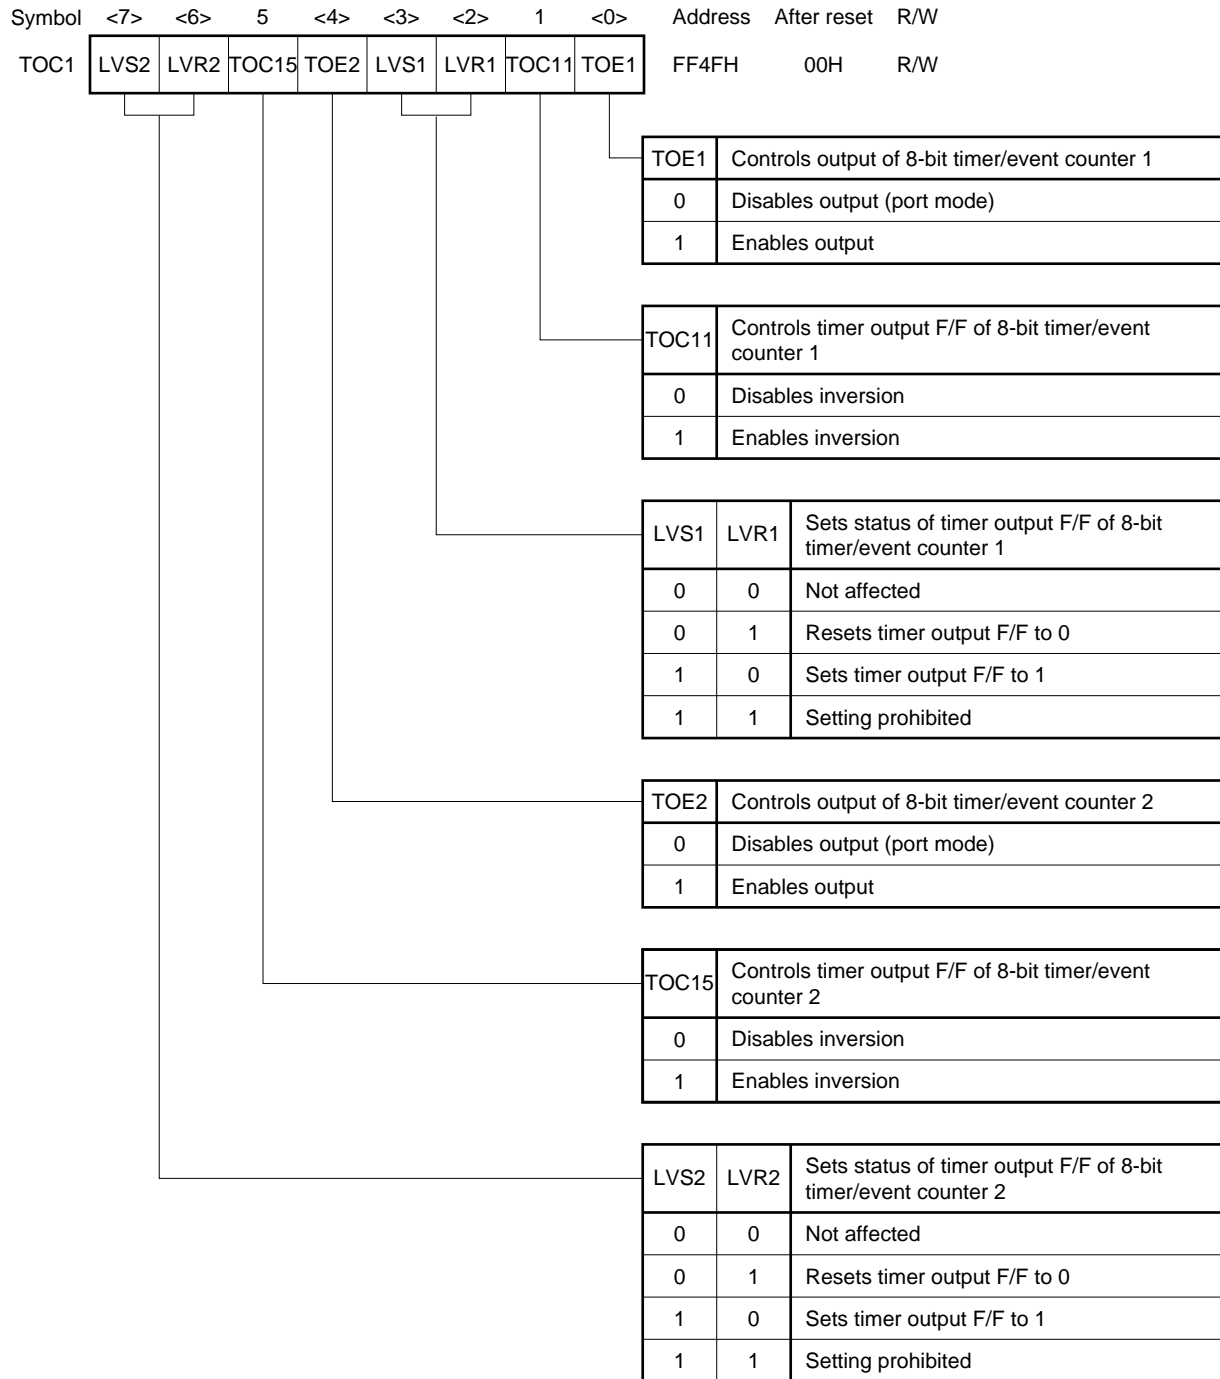 Symbol <7> <6> 5 <4> <3> <2> 1 <0> Address After reset R/W
TOC1 LVS2 LVR2 TOC15 TOE2 LVS1 LVR1 TOC11 TOE1 FF4FH 00H R/W
TOE1 Controls output of 8-bit timer/event counter 1
0 Disables output (port mode)
1 Enables output
TOC11 Controls timer output F/F of 8-bit timer/event
counter 1
0 Disables inversion
1 Enables inversion
LVS1 LVR1 Sets status of timer output F/F of 8-bit
timer/event counter 1
0 0 Not affected
0 1 Resets timer output F/F to 0
1 0 Sets timer output F/F to 1
1 1 Setting prohibited
TOE2 Controls output of 8-bit timer/event counter 2
0 Disables output (port mode)
1 Enables output
TOC15 Controls timer output F/F of 8-bit timer/event
counter 2
0 Disables inversion
1 Enables inversion
LVS2 LVR2 Sets status of timer output F/F of 8-bit
timer/event counter 2
0 0 Not affected
0 1 Resets timer output F/F to 0
1 0 Sets timer output F/F to 1
1 1 Setting prohibited